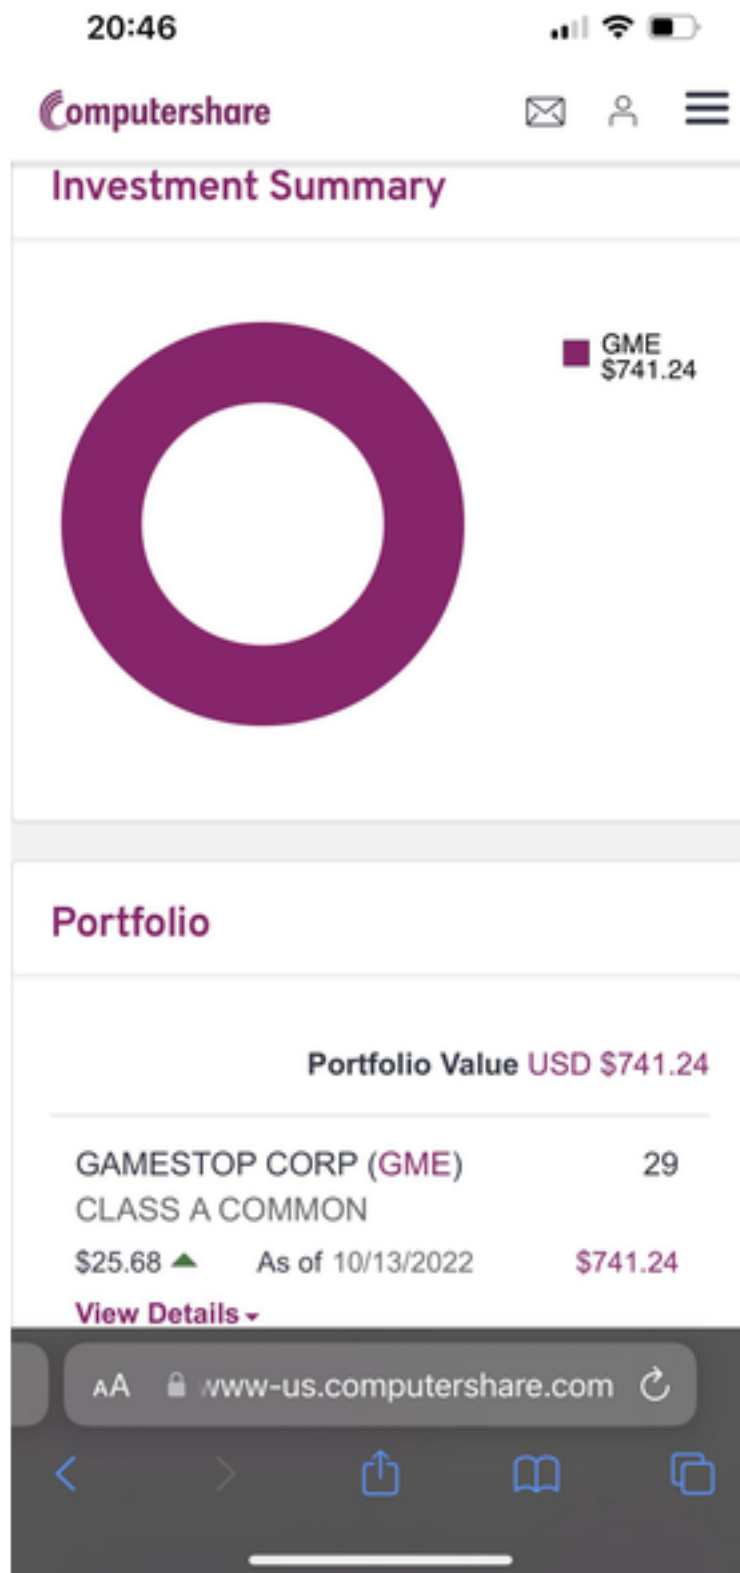 20:46
Computershare
Investment Summary
GME
$741.24
Portfolio
Portfolio Value USD $741.24
GAMESTOP CORP (GME) 29
CLASS A COMMON
$25.68 As of 10/13/2022 $741.24
View Details
AA www-us.computershare.com